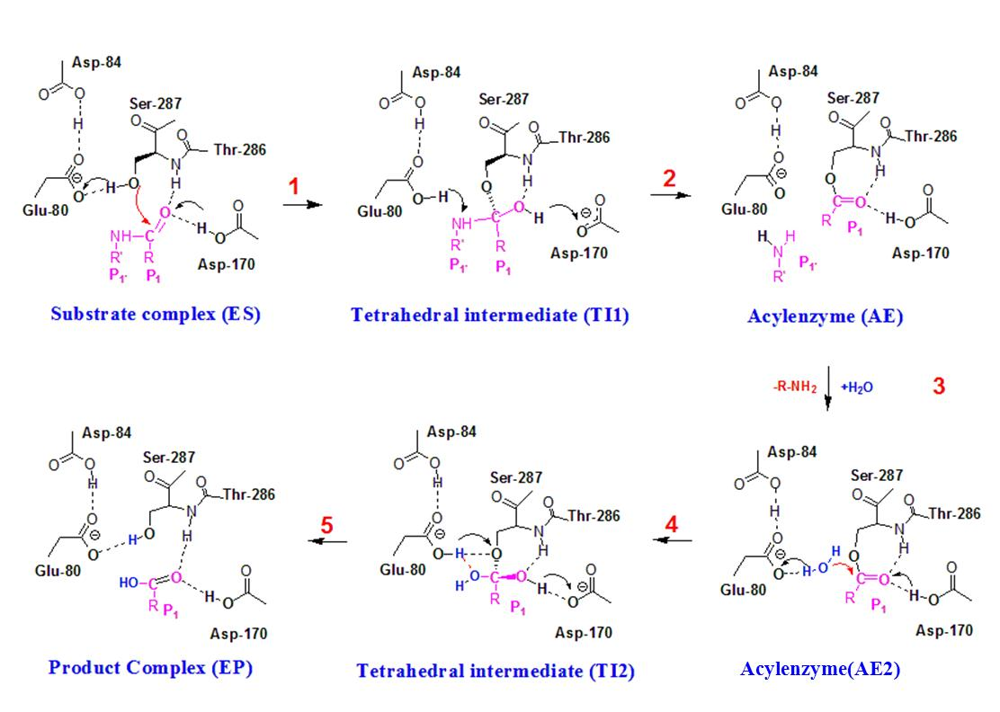 Asp-84
O
O
H
Ser-287
O
O
Thr-286
N
H
O
⊖
O
H
O
Glu-80
O
NH
C
H
O
O
R'
R
P1'
P1
Asp-170
Substrate complex (ES)
1
Asp-84
O
O
H
Ser-287
O
O
Thr-286
N
H
O
O
H
O
Glu-80
NH
C
O
H
⊖
O
O
R'
R
P1'
P1
Asp-170
Tetrahedral intermediate (TI1)
2
Asp-84
O
O
H
Ser-287
O
O
Thr-286
N
H
O
⊖
O
Glu-80
O
C
O
R
P1
H
O
O
H
H
N
R'
P1'
Asp-170
Acylenzyme (AE)
-R-NH2
+H2O
3
Asp-84
O
O
H
Ser-287
O
O
Thr-286
N
H
O
⊖
O
H
O
H
O
Glu-80
C
O
R
P1
H
O
O
Asp-170
Acylenzyme(AE2)
4
Asp-84
O
O
H
Ser-287
O
O
Thr-286
N
H
O
⊖
O
H
O
Glu-80
H
O
C
O
H
R
P1
⊖
O
O
Asp-170
Tetrahedral intermediate (TI2)
5
Asp-84
O
O
H
Ser-287
O
O
Thr-286
N
H
O
⊖
O
H
O
Glu-80
HO
C
O
R
P1
H
O
O
Asp-170
Product Complex (EP)